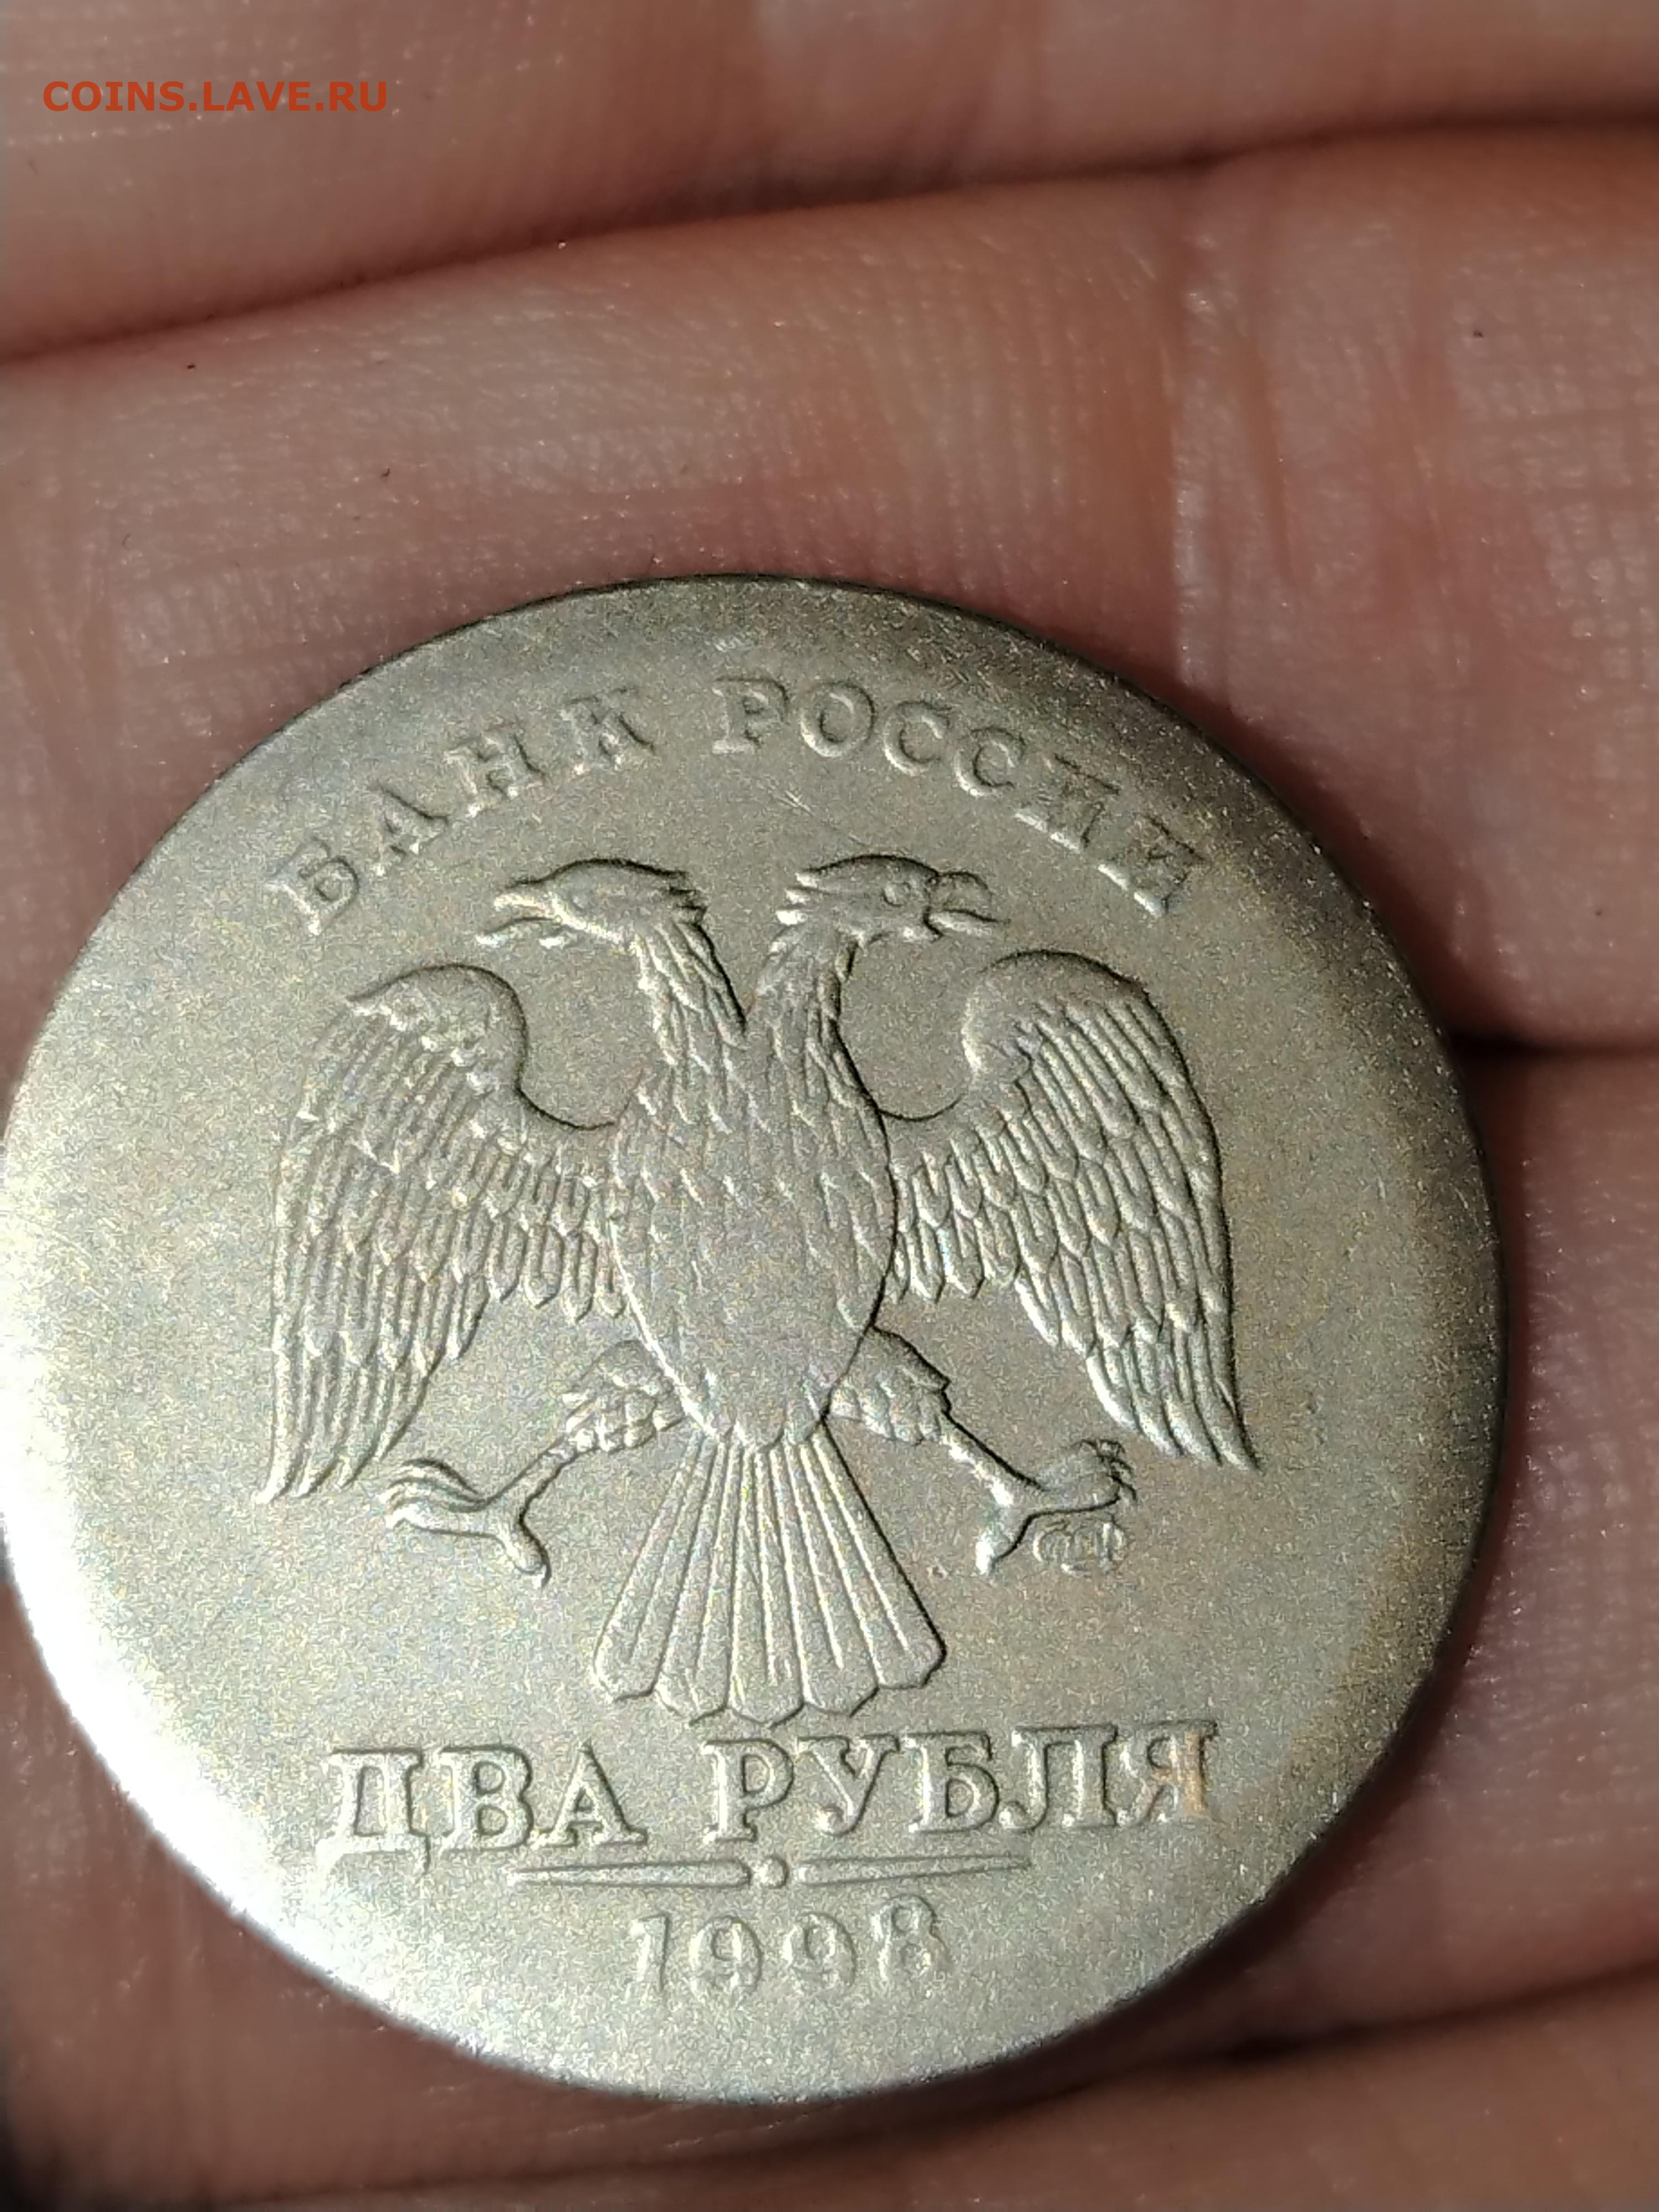 COINS.LAVE.RU
БАНК РОССИИ
ДВА РУБЛЯ
1998